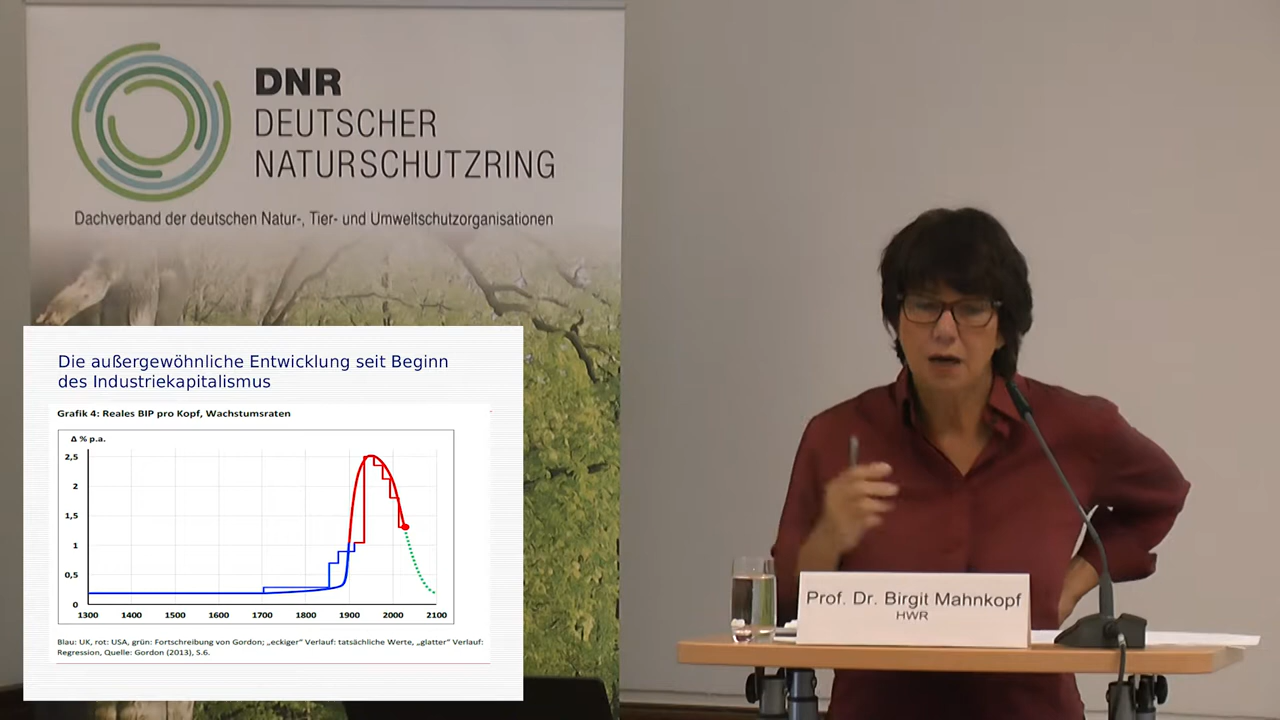 DNR
DEUTSCHER
NATURSCHUTZRING
Dachverband der deutschen Natur-, Tier- und Umweltschutzorganisationen
Die außergewöhnliche Entwicklung seit Beginn
des Industriekapitalismus
Grafik 4: Reales BIP pro Kopf, Wachstumsraten
Δ % p.a.
2,5
2
1,5
1
0,5
0
1300 1400 1500 1600 1700 1800 1900 2000 2100
Blau: UK, rot: USA, grün: Fortschreibung von Gordon; „eckiger“ Verlauf: tatsächliche Werte, „glatter“ Verlauf:
Regression, Quelle: Gordon (2013), S.6.
Prof. Dr. Birgit Mahnkopf
HWR